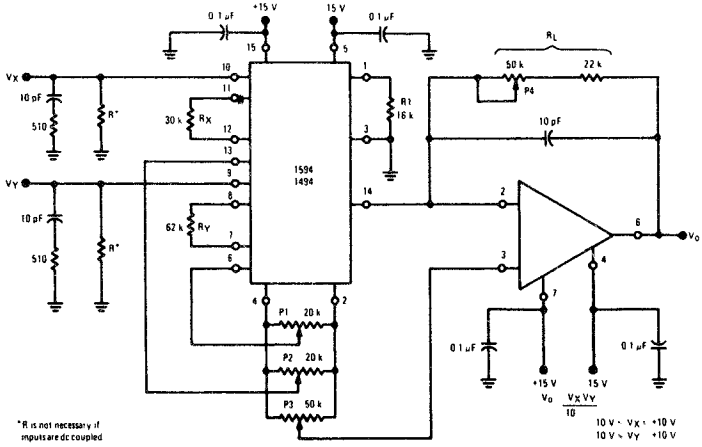 0.1 µF
+15 V
15 V
0.1 µF
15
5
VX
10
1
10 pF
510
R*
11
30 k
RX
12
R1
16 k
3
13
1594
1494
VY
9
14
8
62 k
RY
7
6
10 pF
510
R*
4
2
P1
20 k
P2
20 k
P3
50 k
RL
50 k
22 k
P4
10 pF
2
3
6
VO
4
7
0.1 µF
0.1 µF
+15 V
15 V
VO
VX VY
10
10 V VX +10 V
10 V VY +10 V
*R is not necessary if
inputs are dc coupled